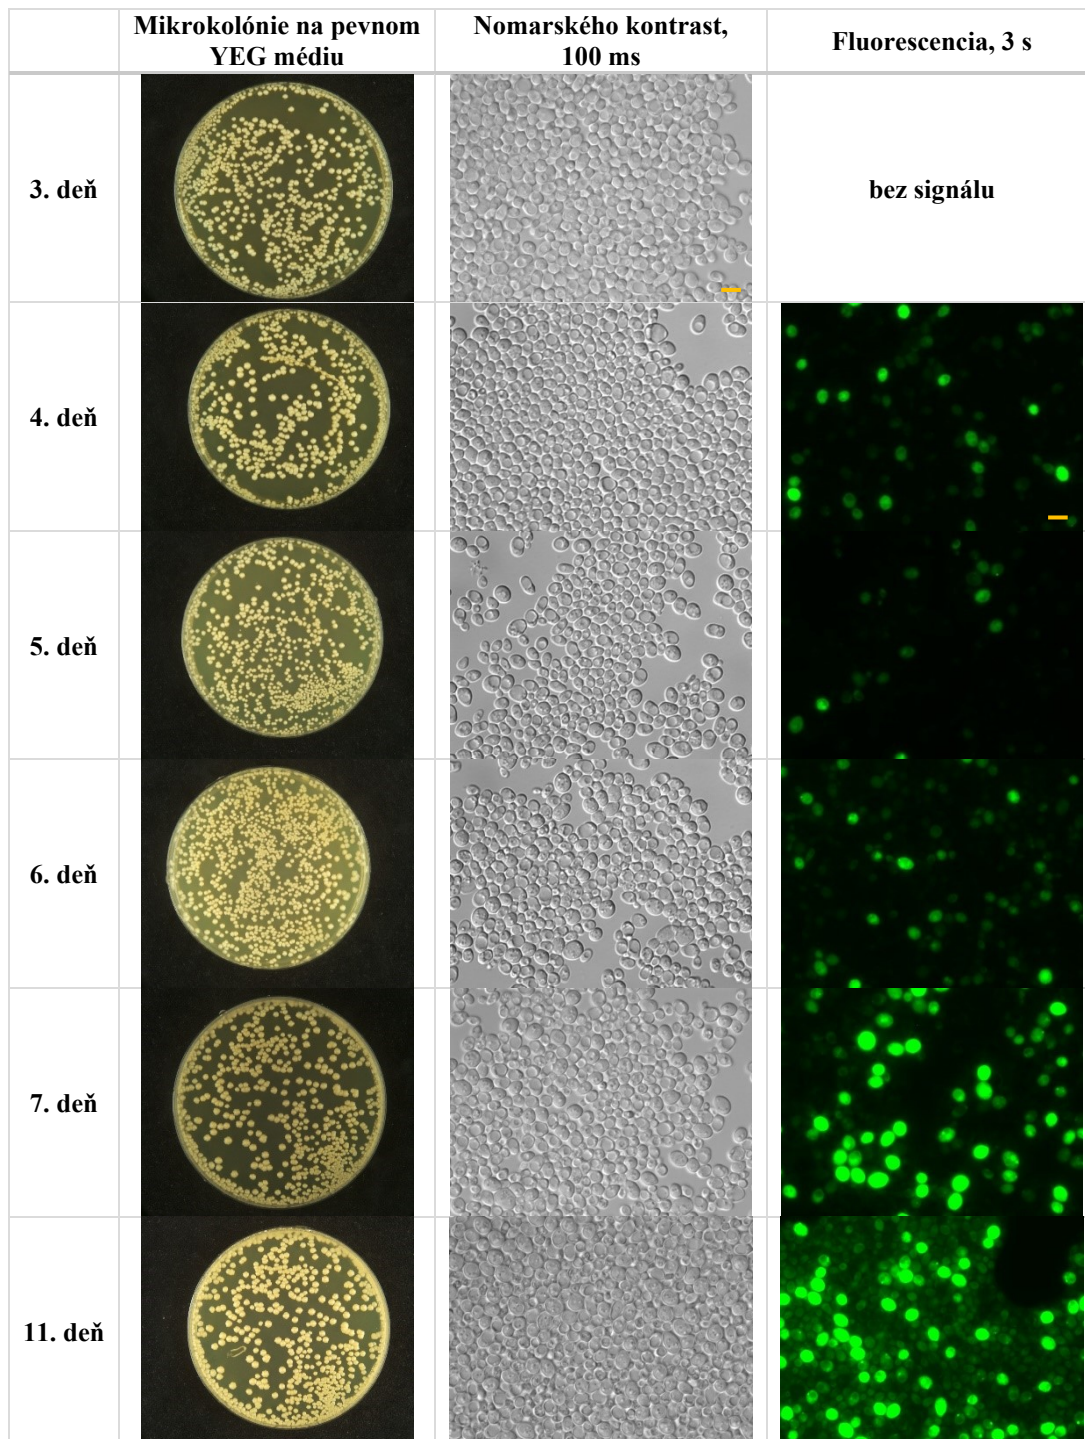 Mikrokolónie na pevnom
YEG médiu
Nomarského kontrast,
100 ms
Fluorescencia, 3 s
3. deň
bez signálu
4. deň
5. deň
6. deň
7. deň
11. deň